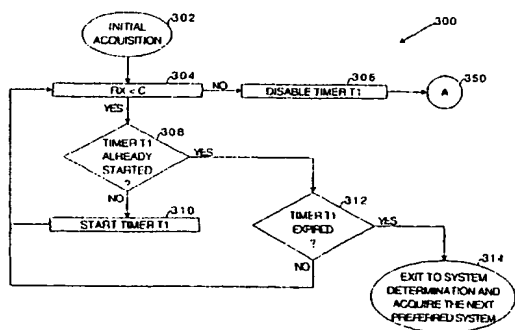 302
INITIAL
ACQUISITION
300
304
RX < C
NO
306
DISABLE TIMER T1
350
A
YES
308
TIMER T1
ALREADY
STARTED
?
YES
NO
310
START TIMER T1
312
TIMER T1
EXPIRED
?
YES
NO
314
EXIT TO SYSTEM
DETERMINATION AND
ACQUIRE THE NEXT
PREFERRED SYSTEM